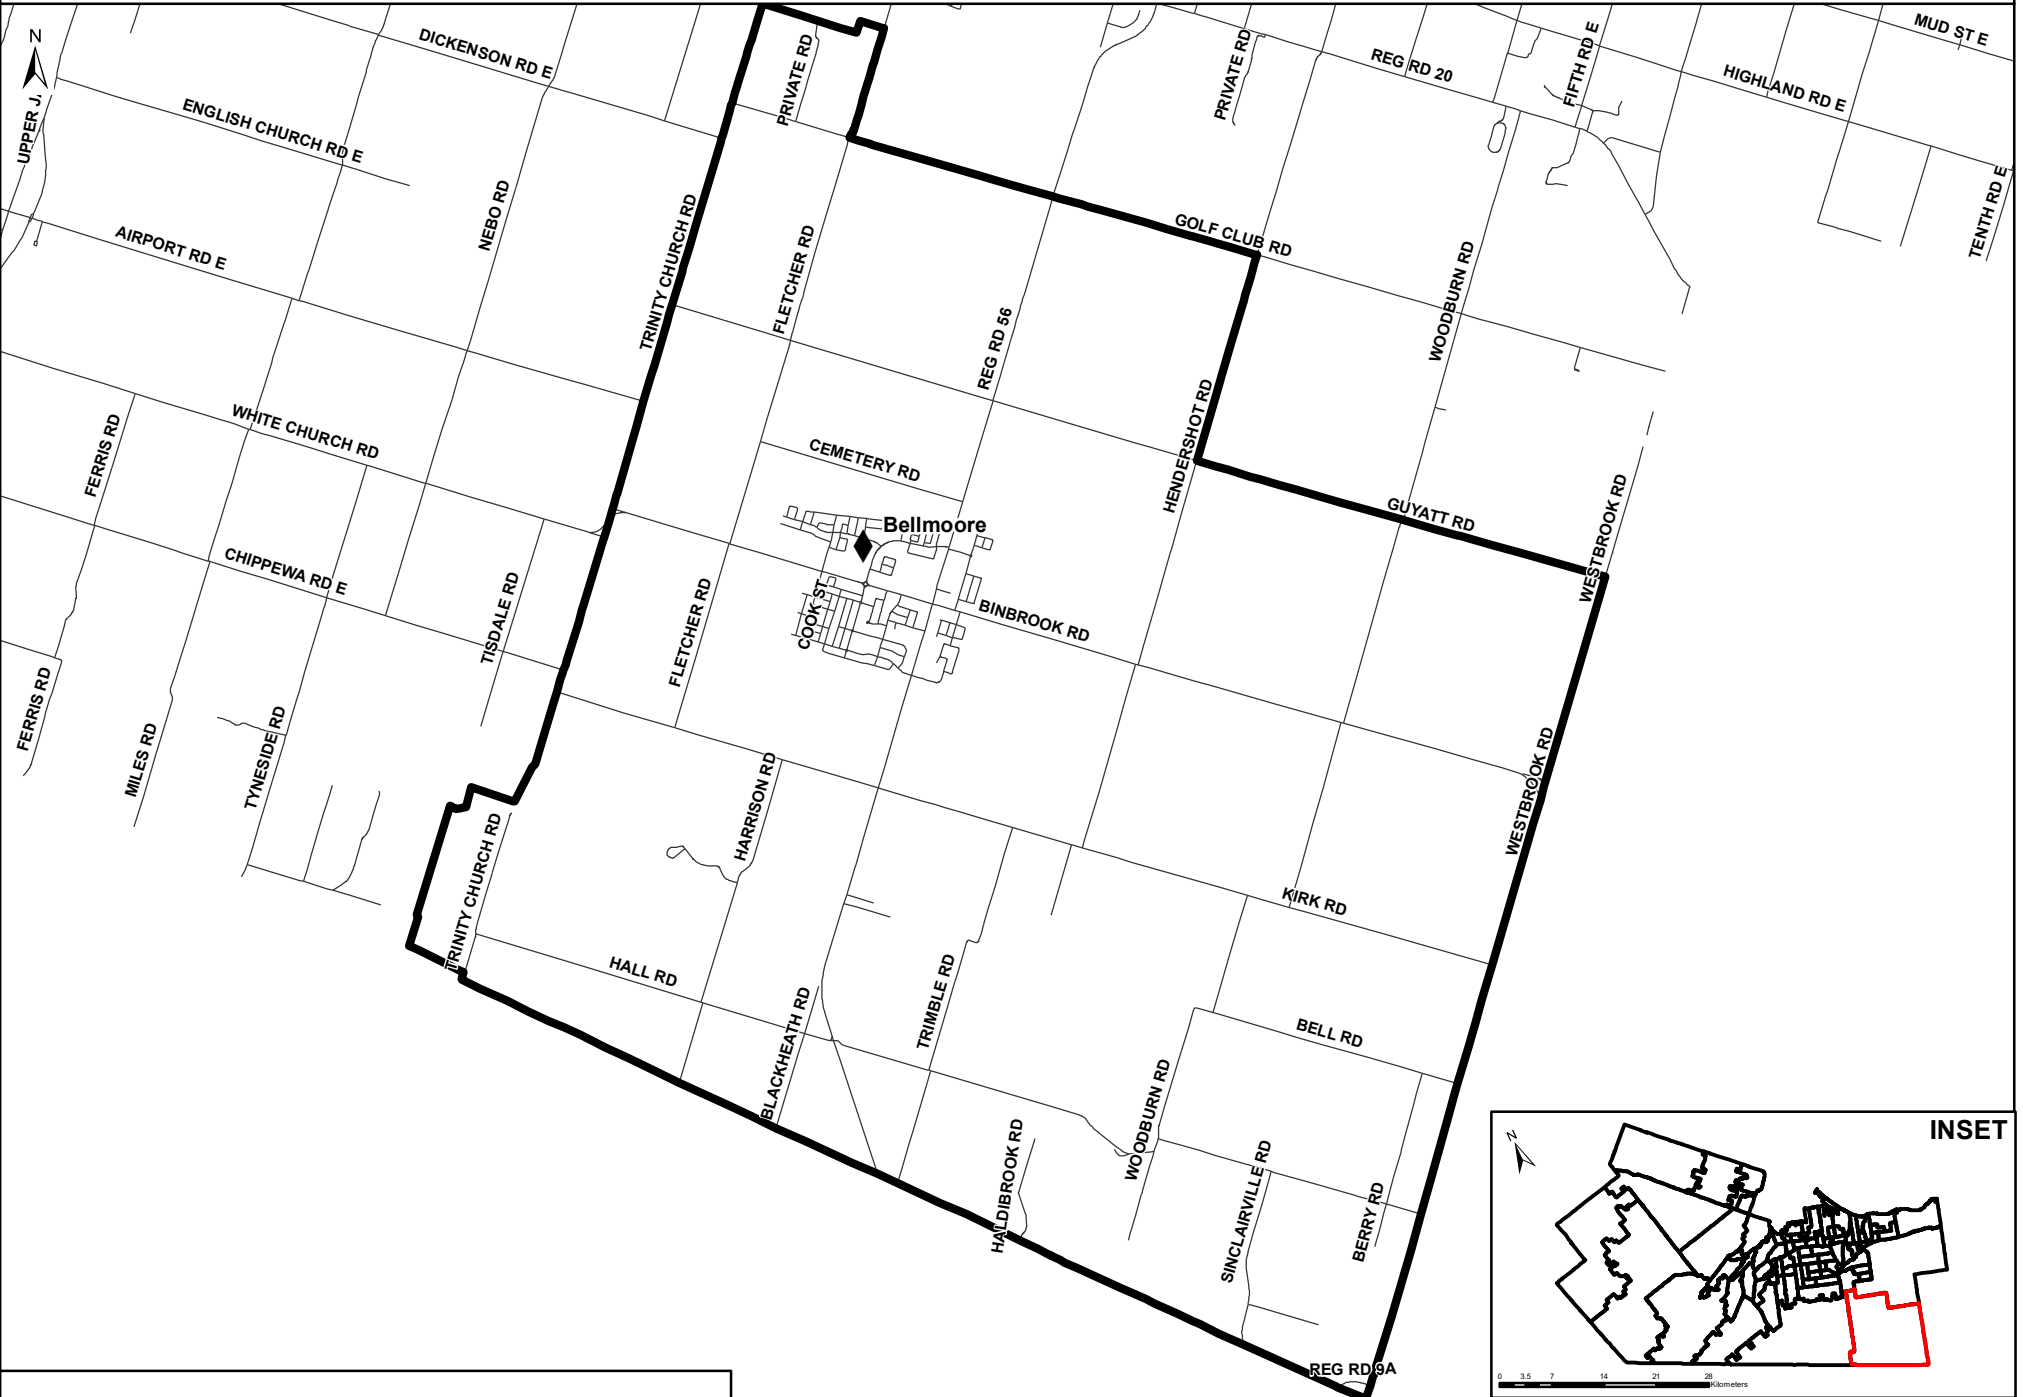 MUD ST E
N
DICKENSON RD E
PRIVATE RD
PRIVATE RD
REG RD 20
FIFTH RD E
HIGHLAND RD E
UPPER J
ENGLISH CHURCH RD E
NEBO RD
TRINITY CHURCH RD
FLETCHER RD
GOLF CLUB RD
WOODBURN RD
TENTH RD E
AIRPORT RD E
REG RD 56
HENDERSHOT RD
FERRIS RD
WHITE CHURCH RD
CEMETERY RD
Bellmoore
GUYATT RD
WESTBROOK RD
CHIPPEWA RD E
TISDALE RD
FLETCHER RD
COOK ST
BINBROOK RD
FERRIS RD
MILES RD
TYNESIDE RD
HARRISON RD
WESTBROOK RD
TRINITY CHURCH RD
KIRK RD
HALL RD
BLACKHEATH RD
TRIMBLE RD
BELL RD
HALDIBROOK RD
WOODBURN RD
SINCLAIRVILLE RD
BERRY RD
REG RD 9A
INSET
N
0 3.5 7 14 21 28
Kilometers